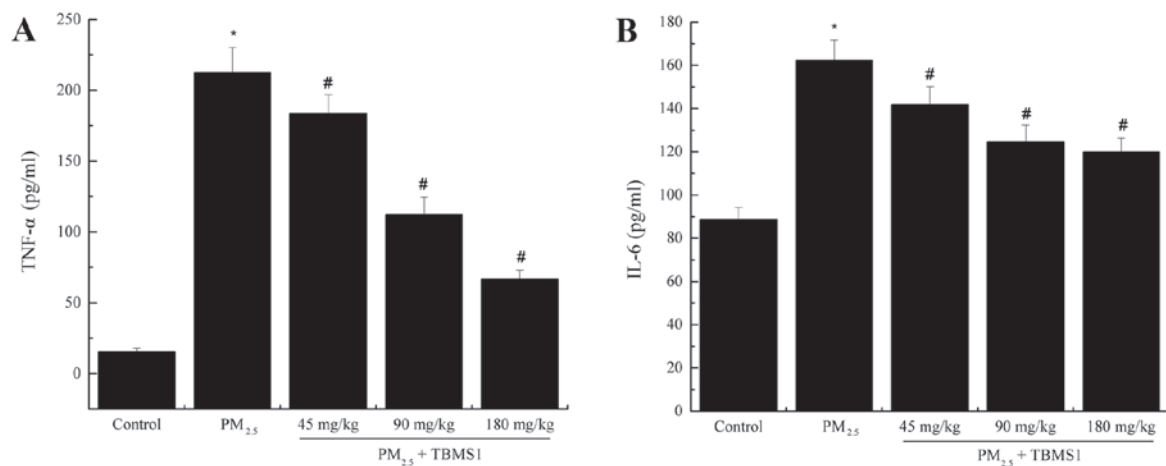 A
250
200
150
100
50
0
TNF-α (pg/ml)
*
#
#
#
Control
PM2.5
45 mg/kg
90 mg/kg
180 mg/kg
PM2.5 + TBMS1
B
180
160
140
120
100
80
60
40
20
0
IL-6 (pg/ml)
*
#
#
#
Control
PM2.5
45 mg/kg
90 mg/kg
180 mg/kg
PM2.5 + TBMS1